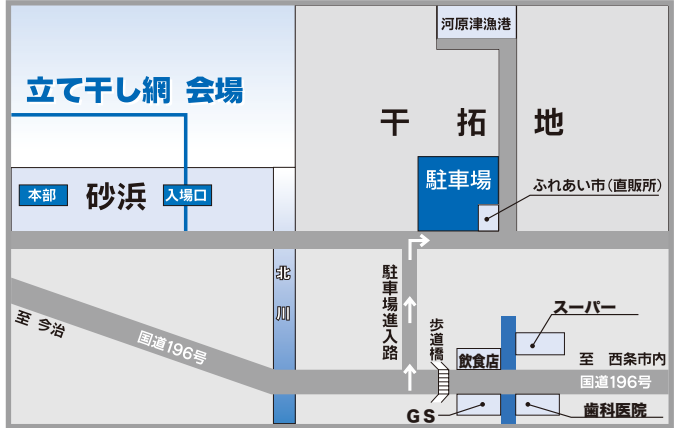 河原津漁港
立て干し網 会場
干拓地
駐車場
ふれあい市(直販所)
本部
砂浜
入場口
北川
駐車場進入路
至 今治
国道196号
歩道橋
スーパー
飲食店
至 西条市内
国道196号
GS
歯科医院